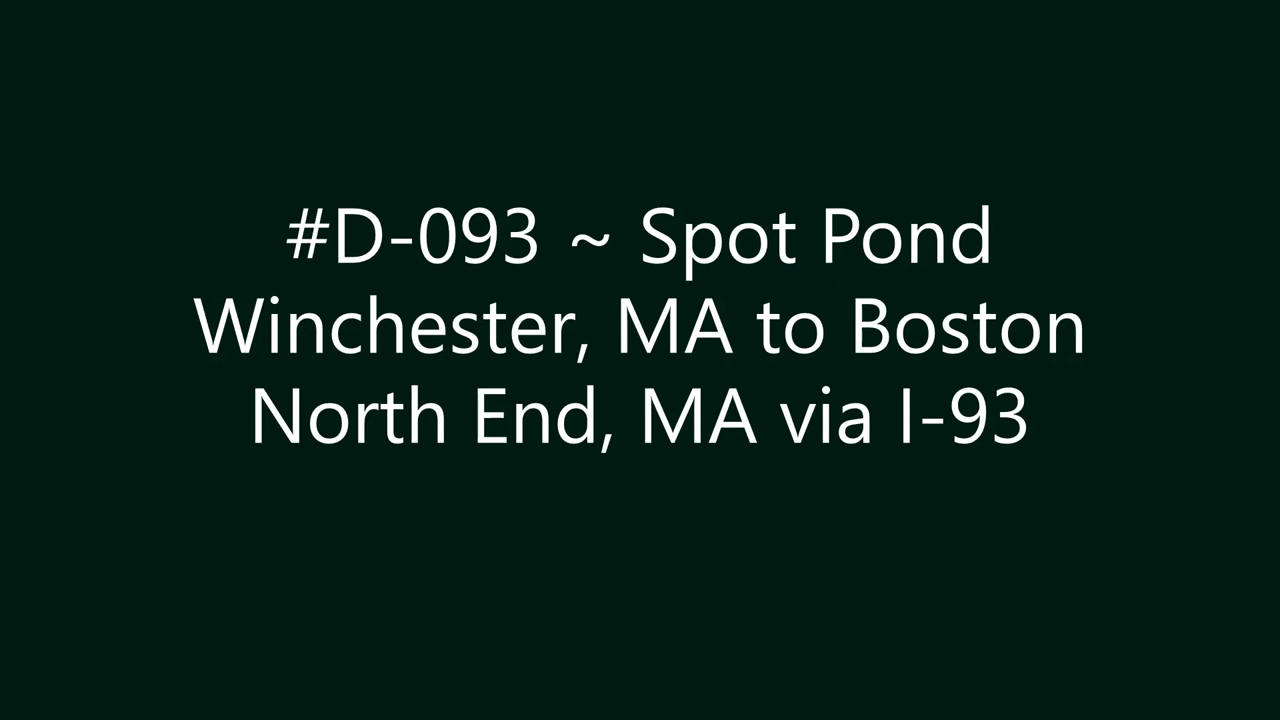 #D-093 ~ Spot Pond
Winchester, MA to Boston
North End, MA via I-93